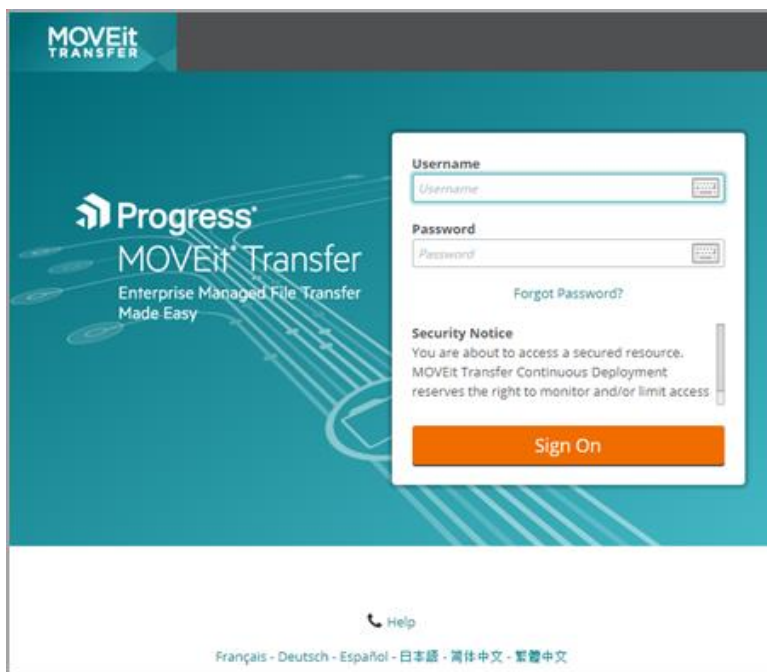 MOVEit
TRANSFER
Progress®
MOVEit® Transfer
Enterprise Managed File Transfer
Made Easy
Username
Username
Password
Password
Forgot Password?
Security Notice
You are about to access a secured resource.
MOVEit Transfer Continuous Deployment
reserves the right to monitor and/or limit access
Sign On
Help
Français - Deutsch - Español - 日本語 - 简体中文 - 繁體中文